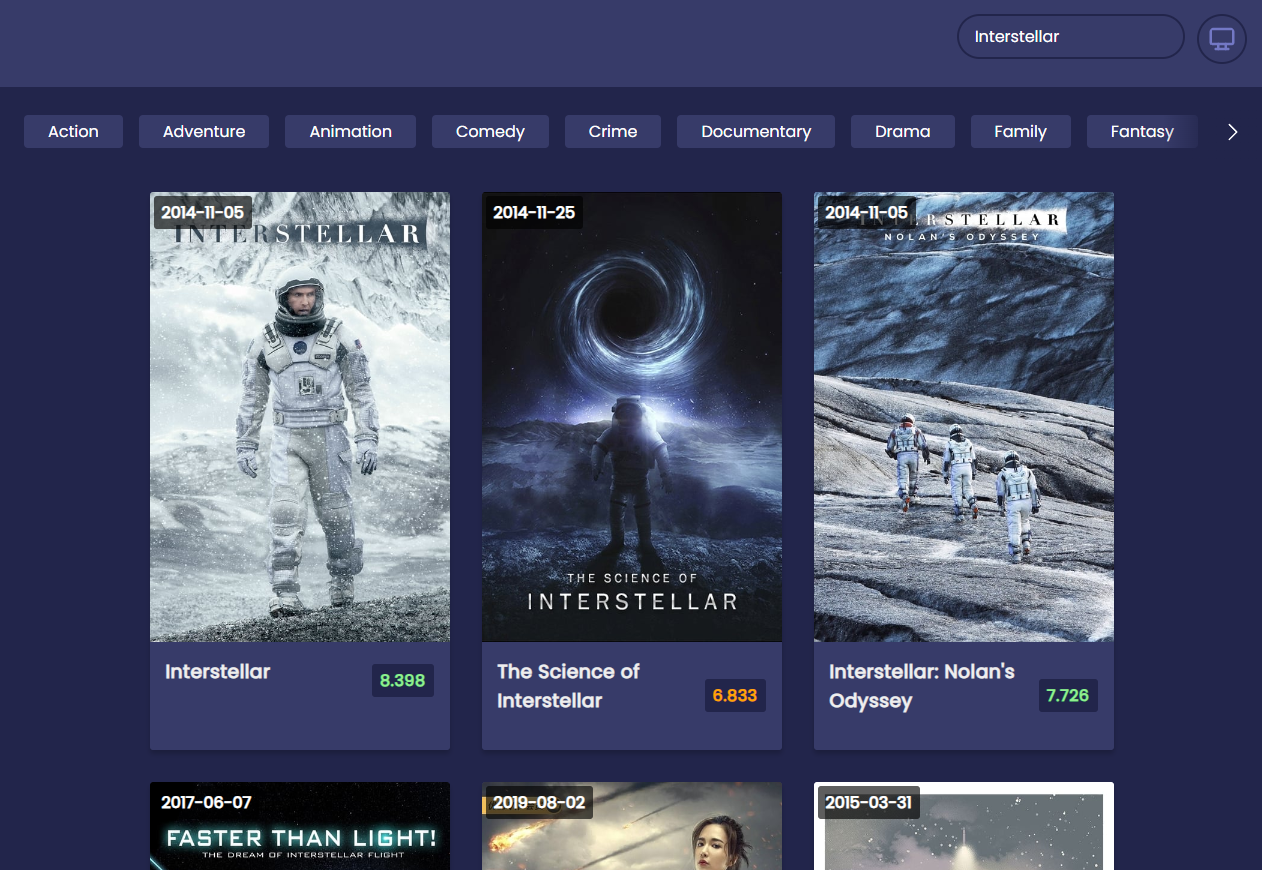 Interstellar
Action
Adventure
Animation
Comedy
Crime
Documentary
Drama
Family
Fantasy
2014-11-05
INTERSTELLAR
2014-11-25
THE SCIENCE OF
INTERSTELLAR
2014-11-05
INTERSTELLAR
NOLAN'S ODYSSEY
Interstellar
8.398
The Science of
Interstellar
6.833
Interstellar: Nolan's
Odyssey
7.726
2017-06-07
FASTER THAN LIGHT!
THE DREAM OF INTERSTELLAR FLIGHT
2019-08-02
2015-03-31